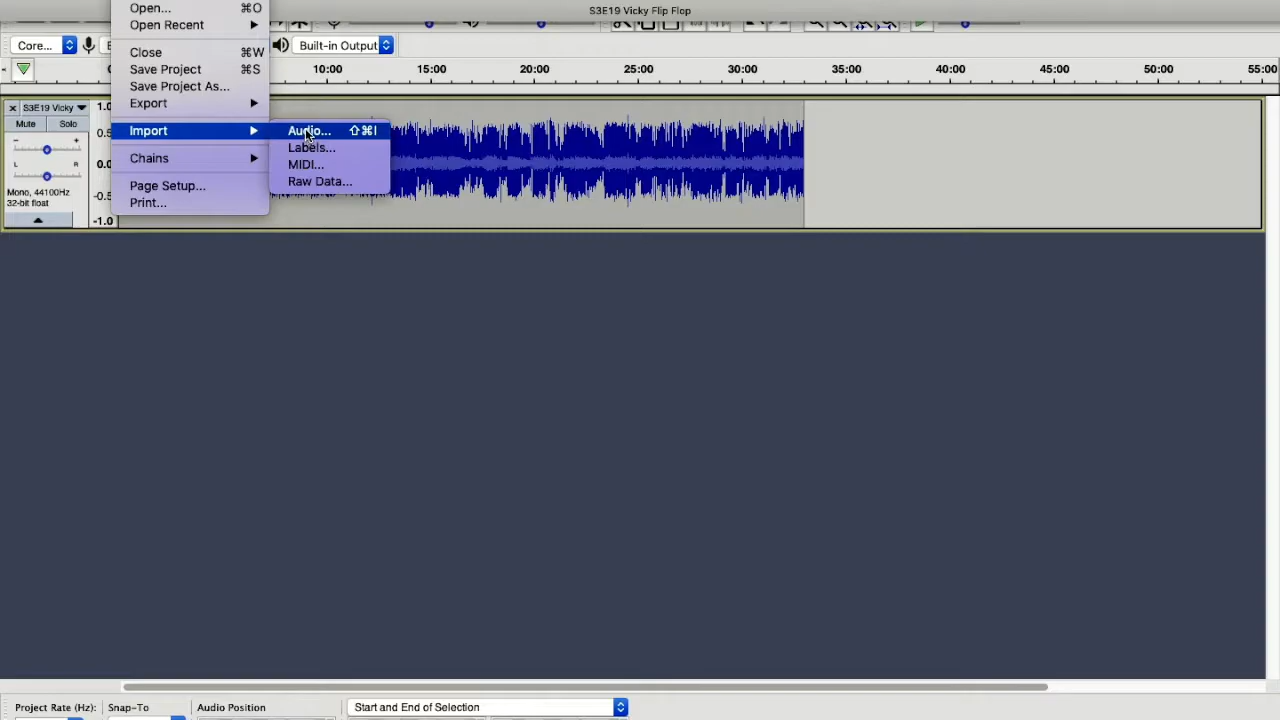 S3E19 Vicky Flip Flop
Open... ⌘O
Open Recent
Core...
Built-in Output
Close ⌘W
Save Project ⌘S
Save Project As...
Export
Import
Chains
Page Setup...
Print...
Audio... ⇧⌘I
Labels...
MIDI...
Raw Data...
10:00 15:00 20:00 25:00 30:00 35:00 40:00 45:00 50:00 55:00
S3E19 Vicky
Mute Solo
- +
L R
Mono, 44100Hz
32-bit float
1.0
0.5
0.0
-0.5
-1.0
Project Rate (Hz): Snap-To Audio Position Start and End of Selection